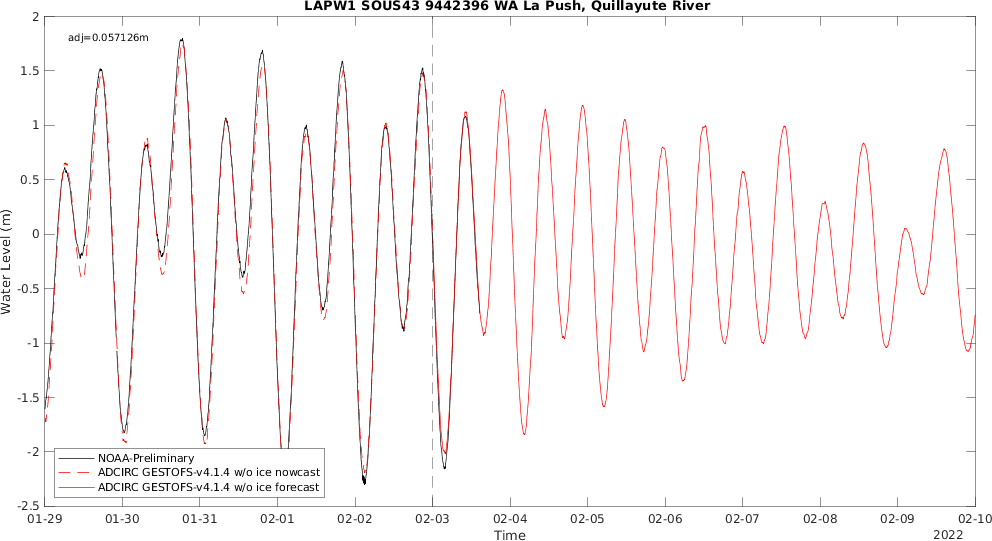 LAPW1 SOUS43 9442396 WA La Push, Quillayute River
adj=0.057126m
Water Level (m)
2
1.5
1
0.5
0
-0.5
-1
-1.5
-2
-2.5
NOAA-Preliminary
ADCIRC GESTOFS-v4.1.4 w/o ice nowcast
ADCIRC GESTOFS-v4.1.4 w/o ice forecast
01-29 01-30 01-31 02-01 02-02 02-03 02-04 02-05 02-06 02-07 02-08 02-09 02-10
Time
2022